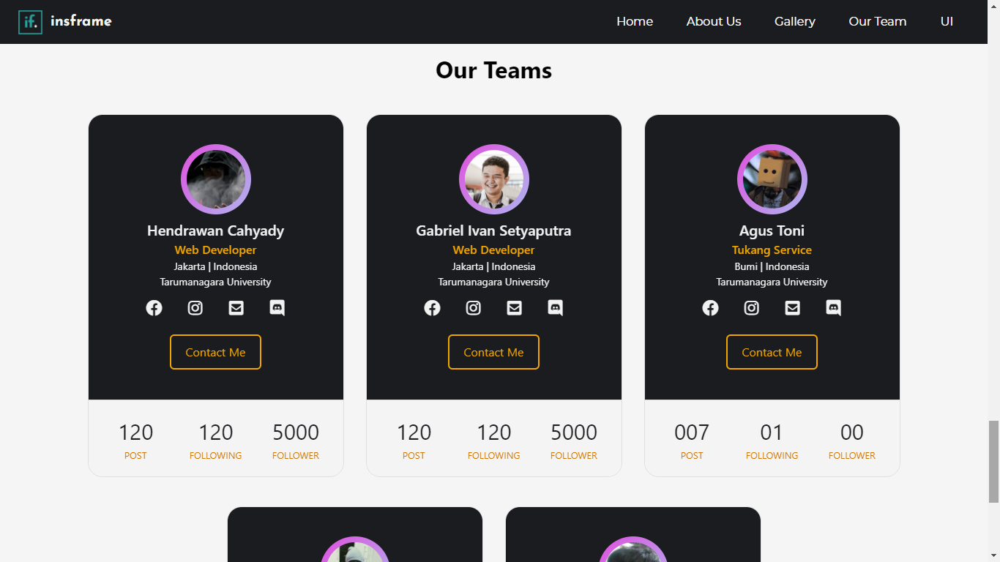 if. insframe Home About Us Gallery Our Team UI
Our Teams
Hendrawan Cahyady
Web Developer
Jakarta | Indonesia
Tarumanagara University
Contact Me
120 120 5000
POST FOLLOWING FOLLOWER
Gabriel Ivan Setyaputra
Web Developer
Jakarta | Indonesia
Tarumanagara University
Contact Me
120 120 5000
POST FOLLOWING FOLLOWER
Agus Toni
Tukang Service
Bumi | Indonesia
Tarumanagara University
Contact Me
007 01 00
POST FOLLOWING FOLLOWER